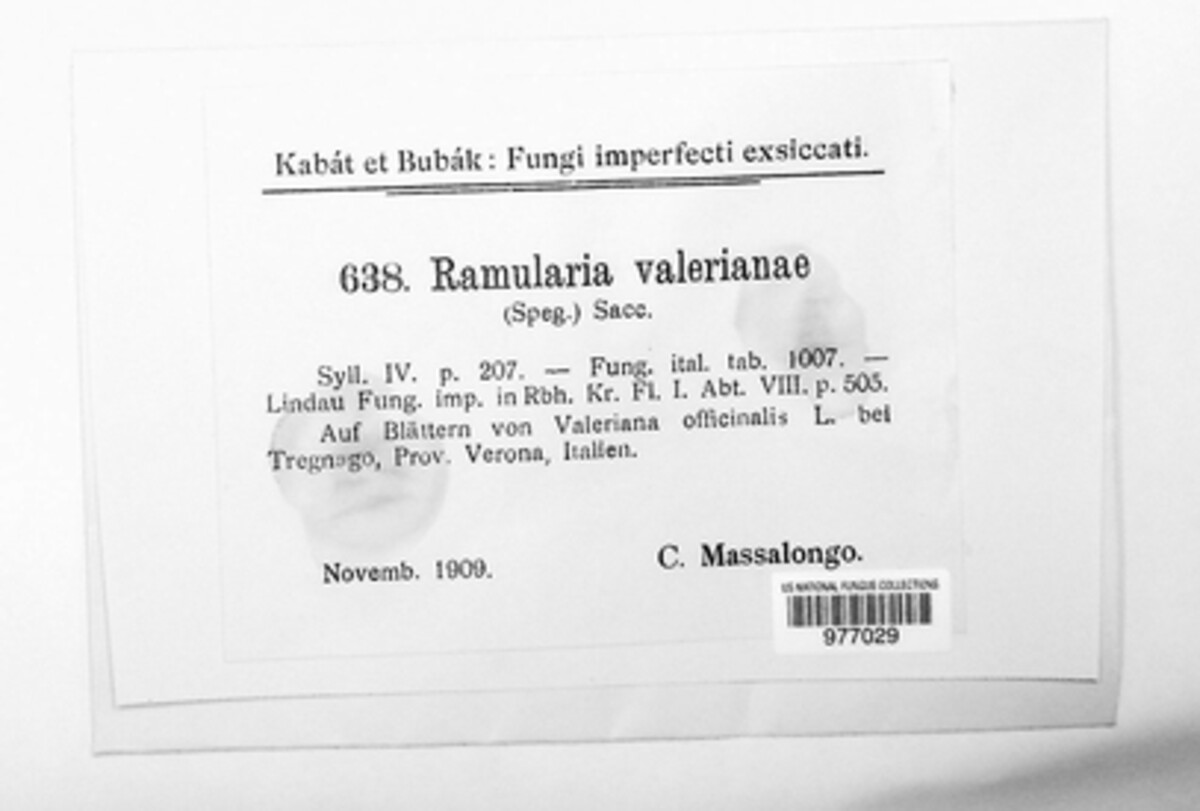 Kabát et Bubák: Fungi imperfecti exsiccati.
638. Ramularia valerianae
(Speg.) Sacc.
Syll. IV. p. 207. — Fung. ital. tab. 1007. —
Lindau Fung. imp. in Rbh. Kr. Fl. I. Abt. VIII. p. 505.
Auf Blättern von Valeriana officinalis L. bei
Tregnago, Prov. Verona, Italien.
Novemb. 1909.
C. Massalongo.
US NATIONAL FUNGUS COLLECTIONS
977029